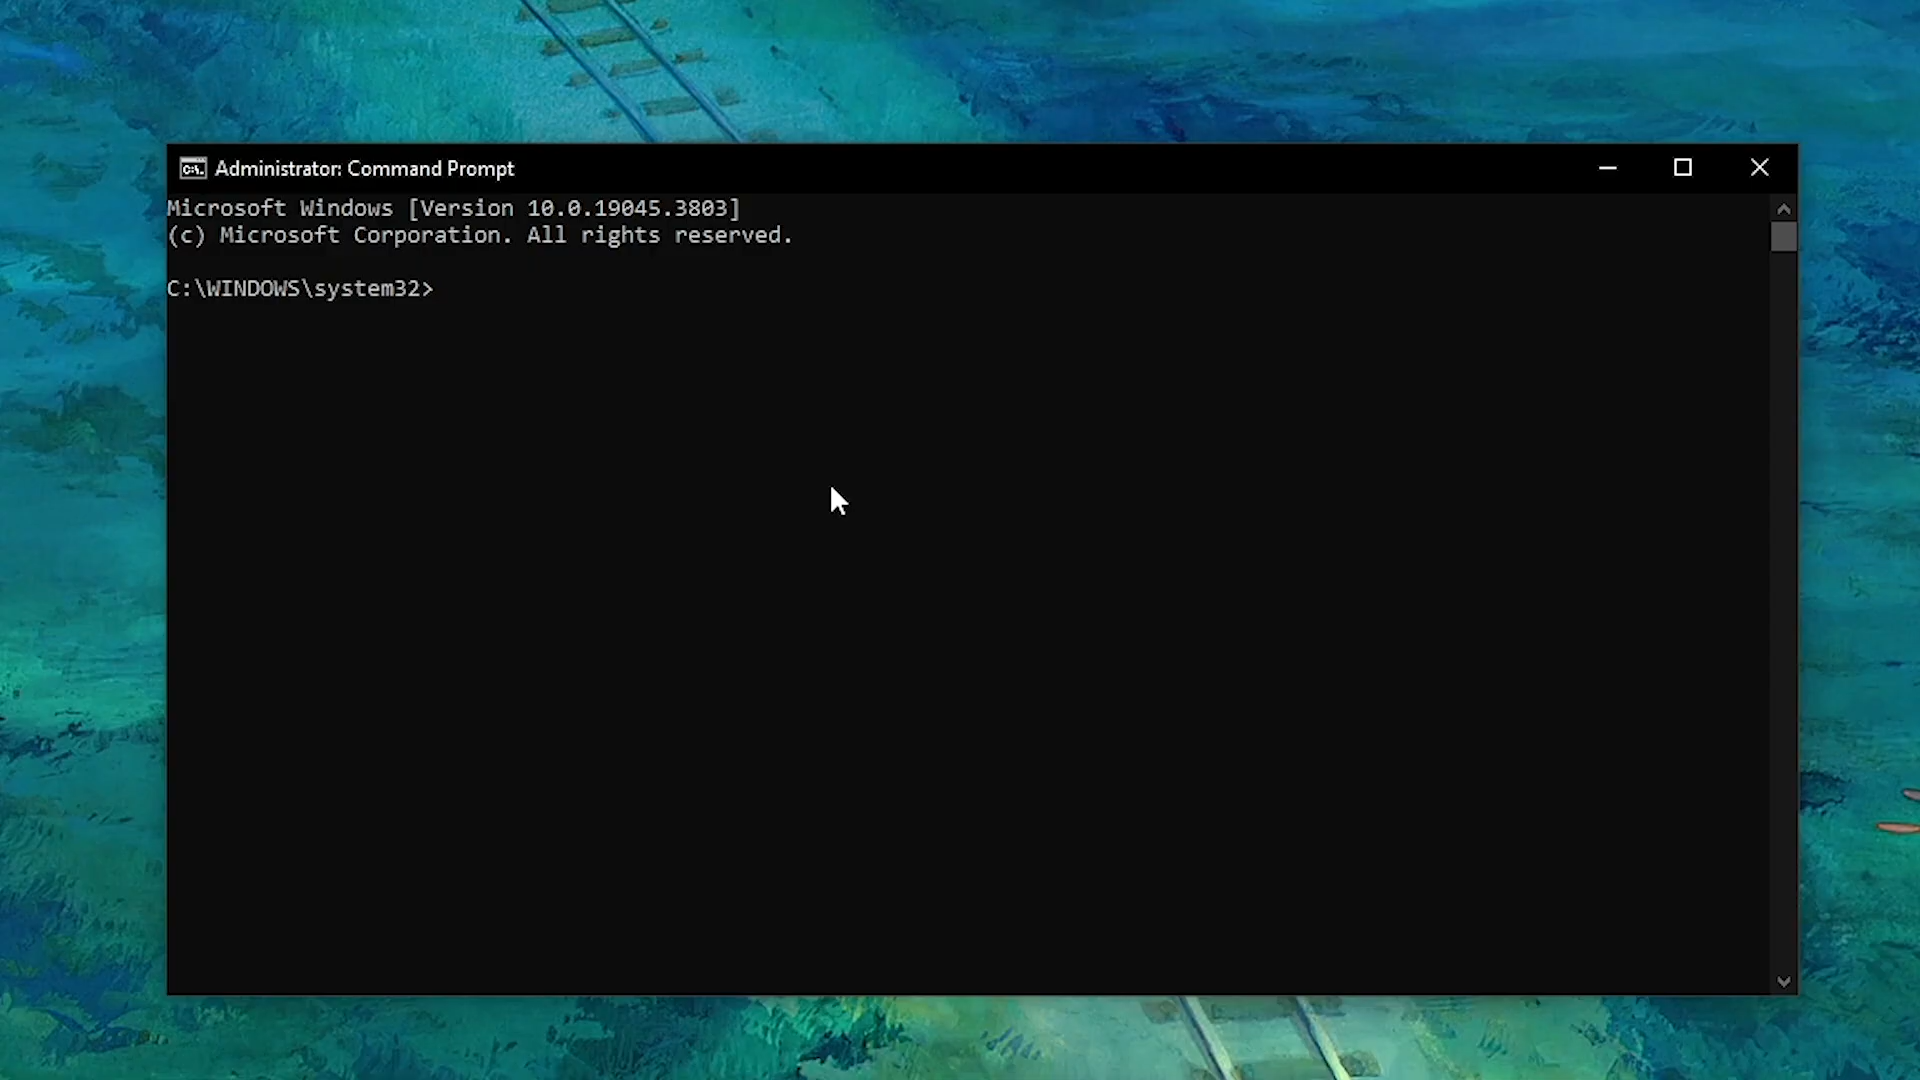 Administrator: Command Prompt
Microsoft Windows [Version 10.0.19045.3803]
(c) Microsoft Corporation. All rights reserved.
C:\WINDOWS\system32>